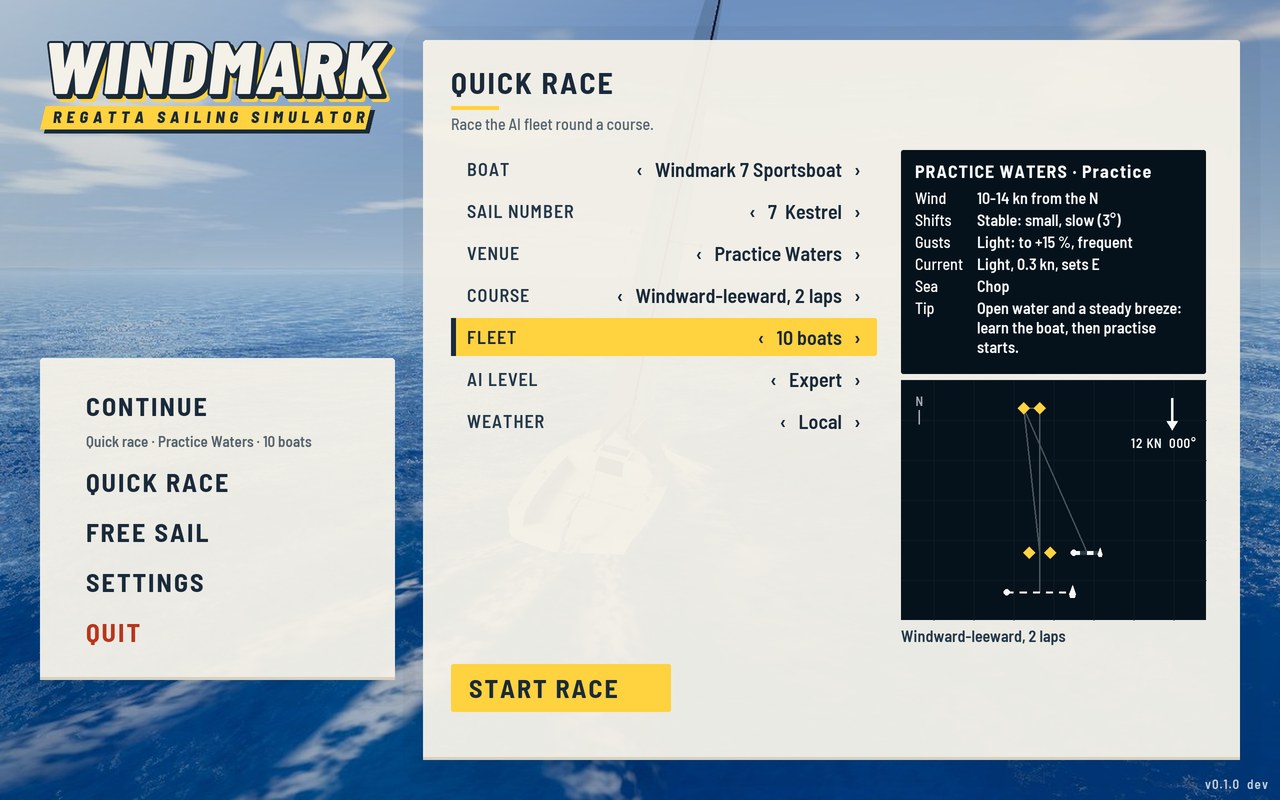 WINDMARK
REGATTA SAILING SIMULATOR
CONTINUE
Quick race · Practice Waters · 10 boats
QUICK RACE
FREE SAIL
SETTINGS
QUIT
QUICK RACE
Race the AI fleet round a course.
BOAT ‹ Windmark 7 Sportsboat ›
SAIL NUMBER ‹ 7 Kestrel ›
VENUE ‹ Practice Waters ›
COURSE ‹ Windward-leeward, 2 laps ›
FLEET ‹ 10 boats ›
AI LEVEL ‹ Expert ›
WEATHER ‹ Local ›
START RACE
PRACTICE WATERS · Practice
Wind 10-14 kn from the N
Shifts Stable: small, slow (3°)
Gusts Light: to +15 %, frequent
Current Light, 0.3 kn, sets E
Sea Chop
Tip Open water and a steady breeze:
learn the boat, then practise
starts.
N
12 KN 000°
Windward-leeward, 2 laps
v0.1.0 dev